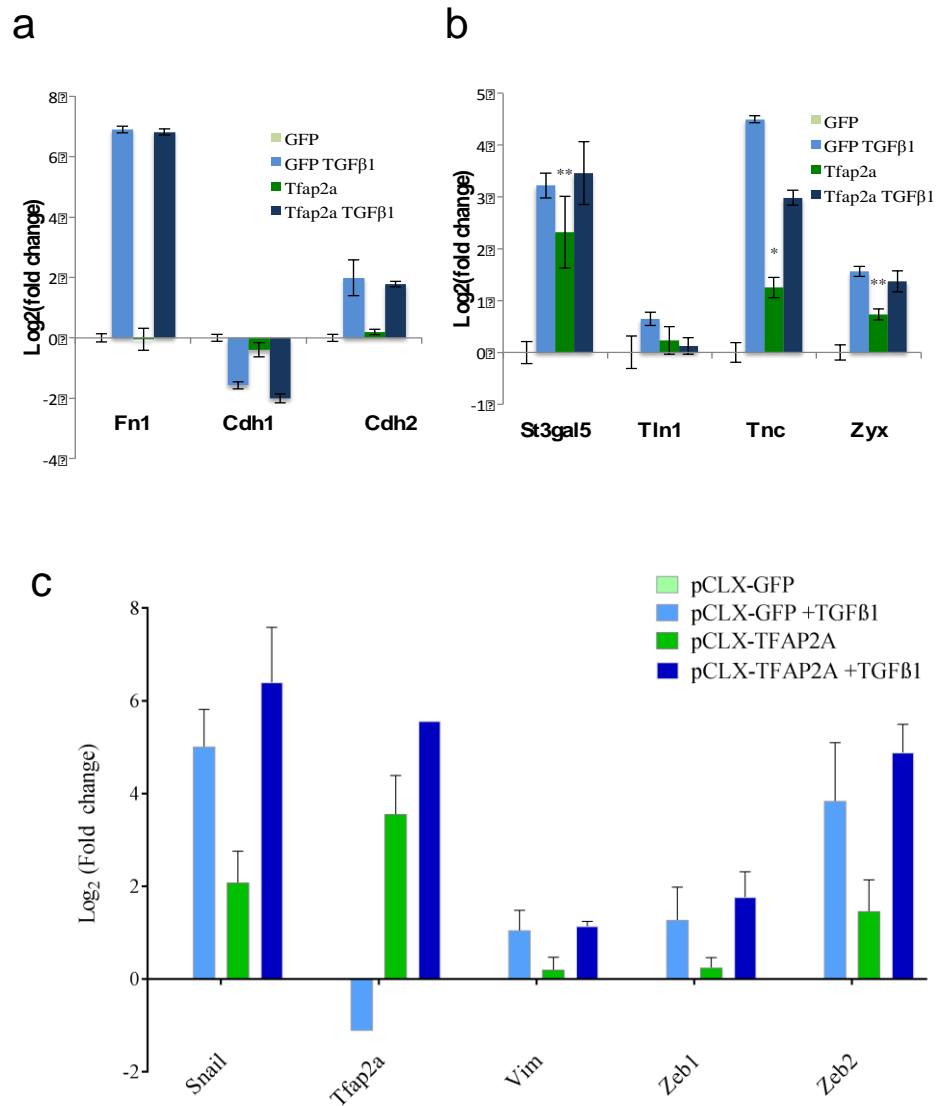 a
b
8
6
4
2
0
-2
-4
Log2(fold change)
GFP
GFP TGFβ1
Tfap2a
Tfap2a TGFβ1
Fn1 Cdh1 Cdh2
5
4
3
2
1
0
-1
Log2(fold change)
GFP
GFP TGFβ1
Tfap2a
Tfap2a TGFβ1
** * **
St3gal5 Tln1 Tnc Zyx
c
8
6
4
2
0
-2
Log2 (Fold change)
pCLX-GFP
pCLX-GFP +TGFß1
pCLX-TFAP2A
pCLX-TFAP2A +TGFß1
Snail Tfap2a Vim Zeb1 Zeb2